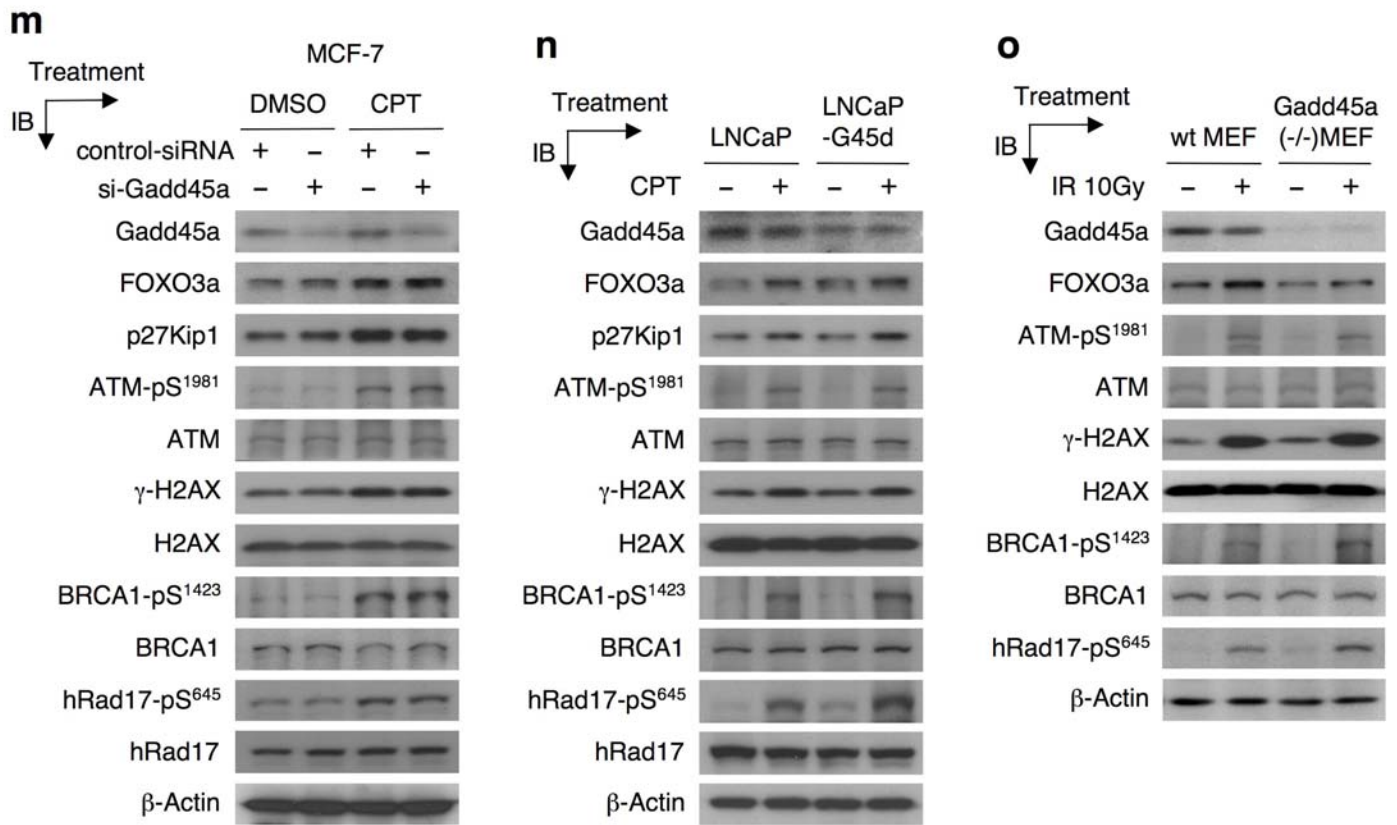 m
MCF-7
Treatment
IB
DMSO CPT
control-siRNA + – + –
si-Gadd45a – + – +
Gadd45a
FOXO3a
p27Kip1
ATM-pS1981
ATM
γ-H2AX
H2AX
BRCA1-pS1423
BRCA1
hRad17-pS645
hRad17
β-Actin
n
Treatment
IB
LNCaP
LNCaP
-G45d
CPT – + – +
Gadd45a
FOXO3a
p27Kip1
ATM-pS1981
ATM
γ-H2AX
H2AX
BRCA1-pS1423
BRCA1
hRad17-pS645
hRad17
β-Actin
o
Treatment
IB
wt MEF
Gadd45a
(-/-)MEF
IR 10Gy – + – +
Gadd45a
FOXO3a
ATM-pS1981
ATM
γ-H2AX
H2AX
BRCA1-pS1423
BRCA1
hRad17-pS645
β-Actin